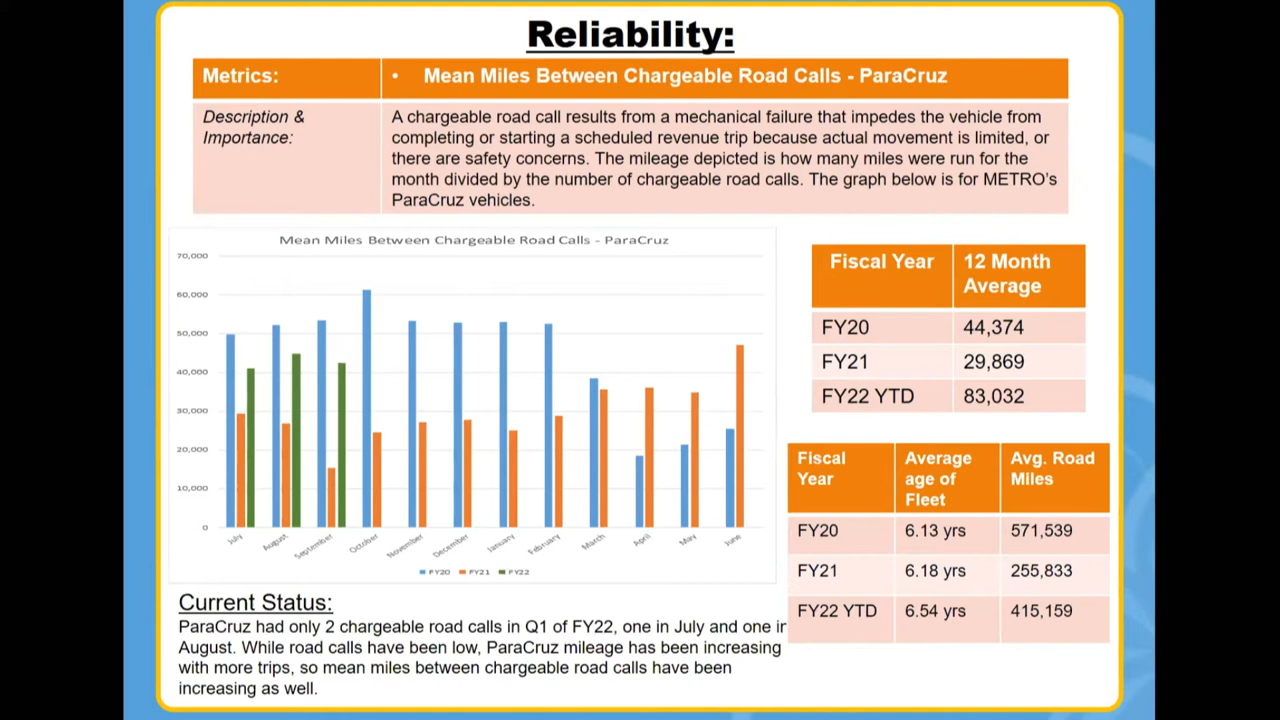 Reliability:
Metrics:
• Mean Miles Between Chargeable Road Calls - ParaCruz
Description &
Importance:
A chargeable road call results from a mechanical failure that impedes the vehicle from
completing or starting a scheduled revenue trip because actual movement is limited, or
there are safety concerns. The mileage depicted is how many miles were run for the
month divided by the number of chargeable road calls. The graph below is for METRO's
ParaCruz vehicles.
Mean Miles Between Chargeable Road Calls - ParaCruz
70,000
60,000
50,000
40,000
30,000
20,000
10,000
0
July
August
September
October
November
December
January
February
March
April
May
June
FY20 FY21 FY22
Fiscal Year
12 Month
Average
FY20 44,374
FY21 29,869
FY22 YTD 83,032
Fiscal
Year
Average
age of
Fleet
Avg. Road
Miles
FY20 6.13 yrs 571,539
FY21 6.18 yrs 255,833
FY22 YTD 6.54 yrs 415,159
Current Status:
ParaCruz had only 2 chargeable road calls in Q1 of FY22, one in July and one in
August. While road calls have been low, ParaCruz mileage has been increasing
with more trips, so mean miles between chargeable road calls have been
increasing as well.